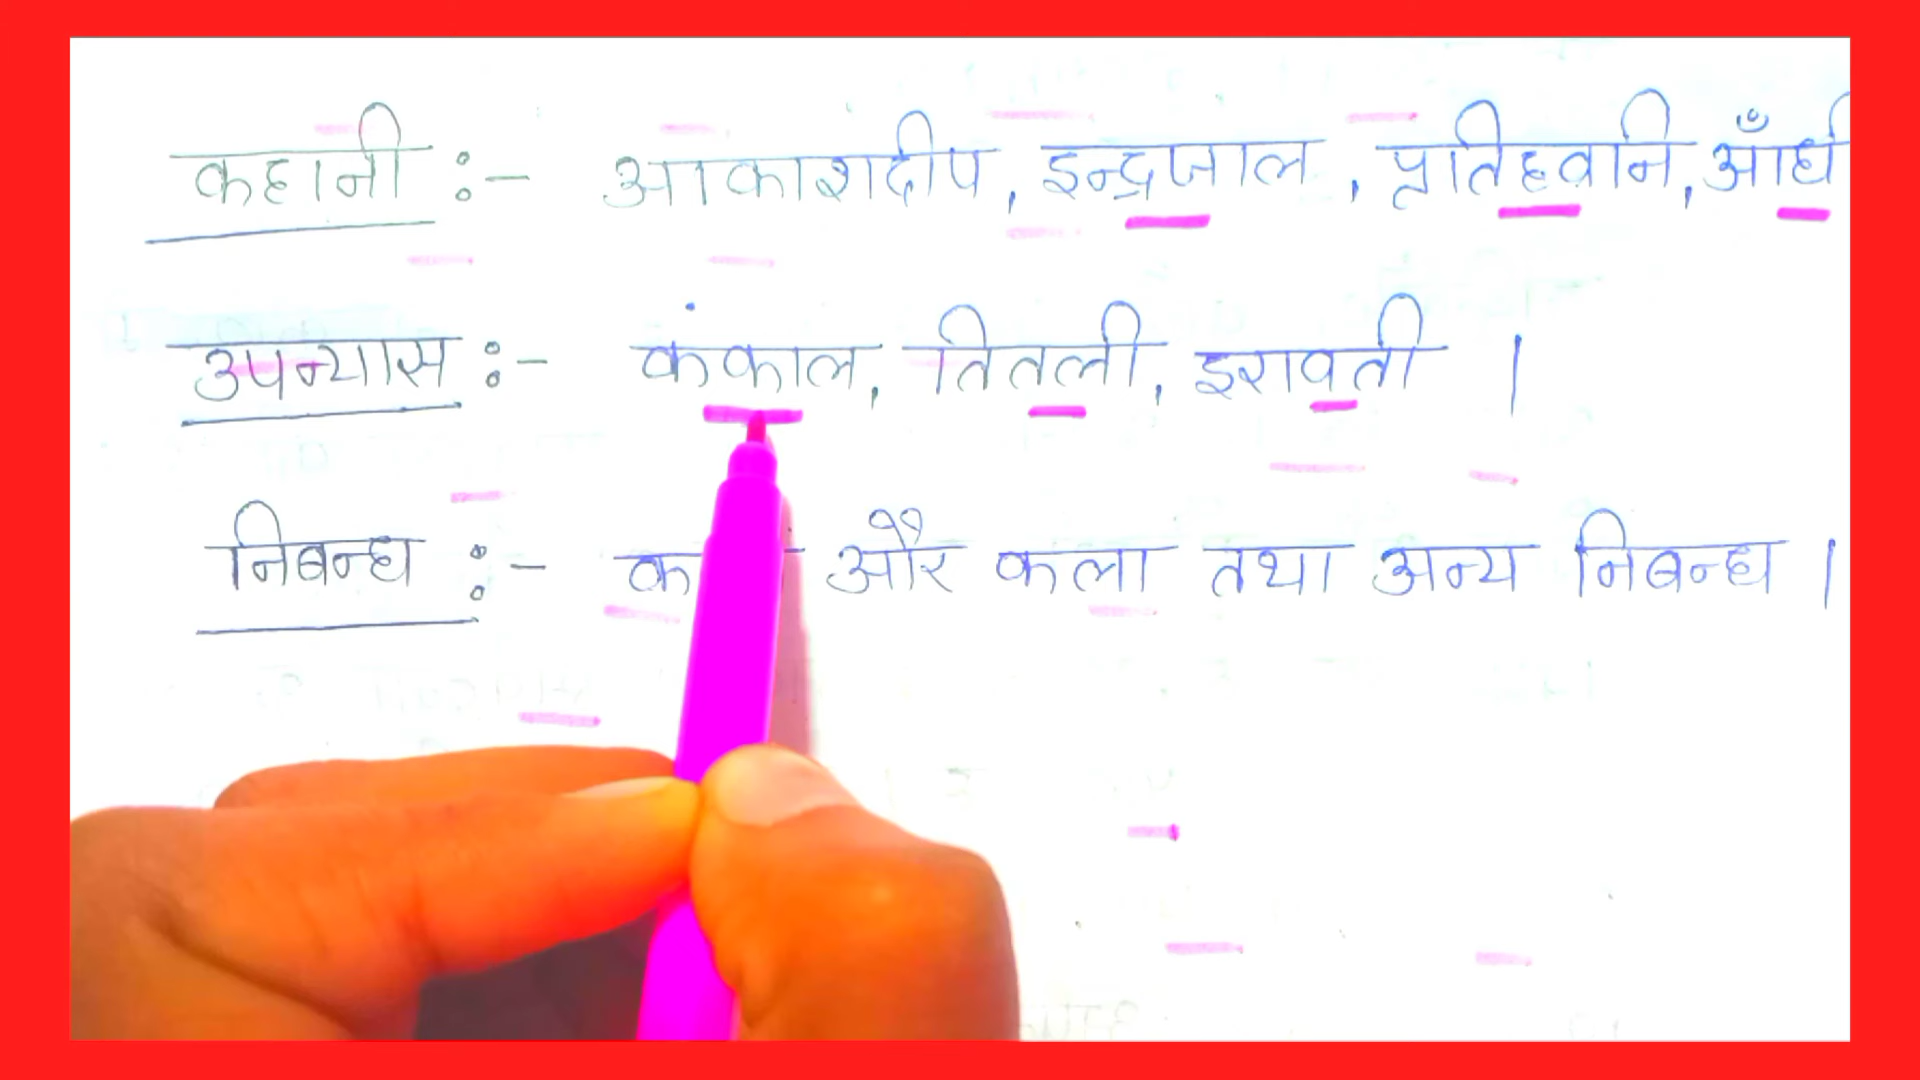 कहानी :- आकाशदीप, इन्द्रजाल, प्रतिध्वनि,
उपन्यास :- कंकाल, तितली, इरावती ।
निबन्ध :- और कला तथा अन्य निबन्ध ।